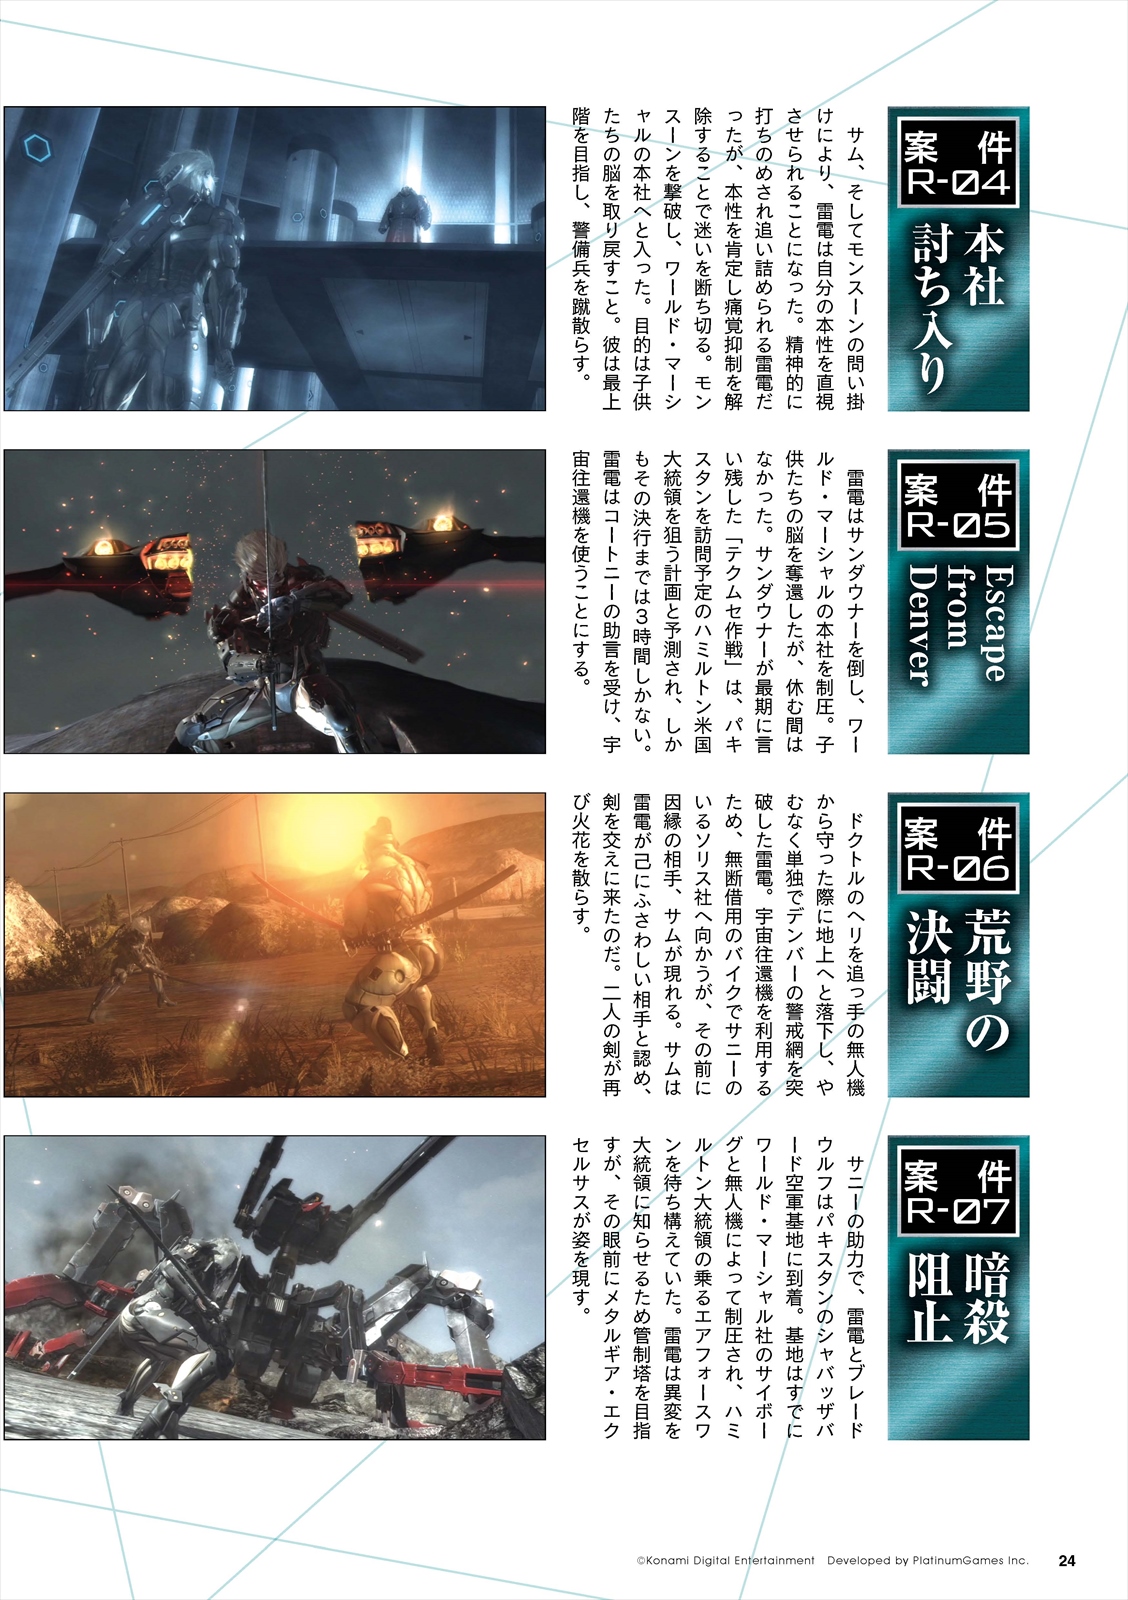 案件
R-04
本社
討ち入り
サム、そしてモンスーンの問い掛
けにより、雷電は自分の本性を直視
させられることになった。精神的に
打ちのめされ追い詰められる雷電だ
ったが、本性を肯定し痛覚抑制を解
除することで迷いを断ち切る。モン
スーンを撃破し、ワールド・マーシ
ャルの本社へと入った。目的は子供
たちの脳を取り戻すこと。彼は最上
階を目指し、警備兵を蹴散らす。
案件
R-05
Escape
from
Denver
雷電はサンダウナーを倒し、ワー
ルド・マーシャルの本社を制圧。子
供たちの脳を奪還したが、休む間は
なかった。サンダウナーが最期に言
い残した「テクムセ作戦」は、パキ
スタンを訪問予定のハミルトン米国
大統領を狙う計画と予測され、しか
もその決行までは3時間しかない。
雷電はコートニーの助言を受け、宇
宙往還機を使うことにする。
案件
R-06
荒野の
決闘
ドクトルのヘリを追っ手の無人機
から守った際に地上へと落下し、や
むなく単独でデンバーの警戒網を突
破した雷電。宇宙往還機を利用する
ため、無断借用のバイクでサニーの
いるソリス社へ向かうが、その前に
因縁の相手、サムが現れる。サムは
雷電が己にふさわしい相手と認め、
剣を交えに来たのだ。二人の剣が再
び火花を散らす。
案件
R-07
暗殺
阻止
サニーの助力で、雷電とブレード
ウルフはパキスタンのシャバッザバ
ード空軍基地に到着。基地はすでに
ワールド・マーシャル社のサイボー
グと無人機によって制圧され、ハミ
ルトン大統領の乗るエアフォースワ
ンを待ち構えていた。雷電は異変を
大統領に知らせるため管制塔を目指
すが、その眼前にメタルギア・エク
セルサスが姿を現す。
©Konami Digital Entertainment Developed by PlatinumGames Inc.
24